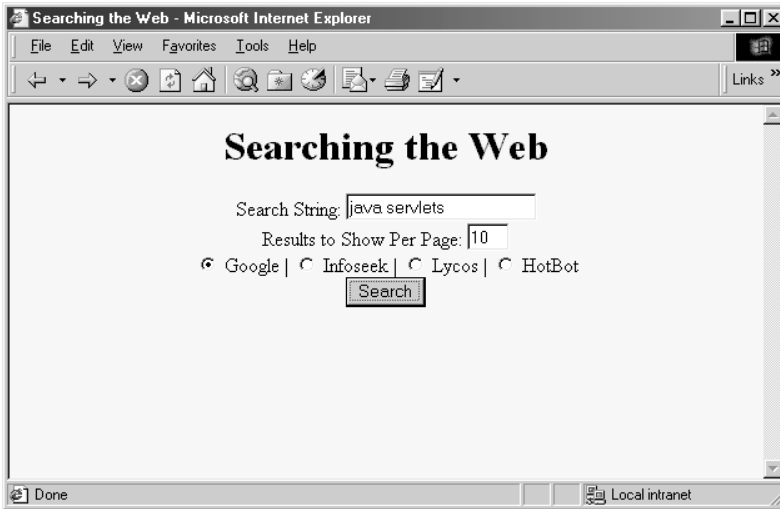 Searching the Web - Microsoft Internet Explorer
File Edit View Favorites Tools Help
Links »
Searching the Web
Search String: java servlets
Results to Show Per Page: 10
Google | Infoseek | Lycos | HotBot
Search
Done Local intranet